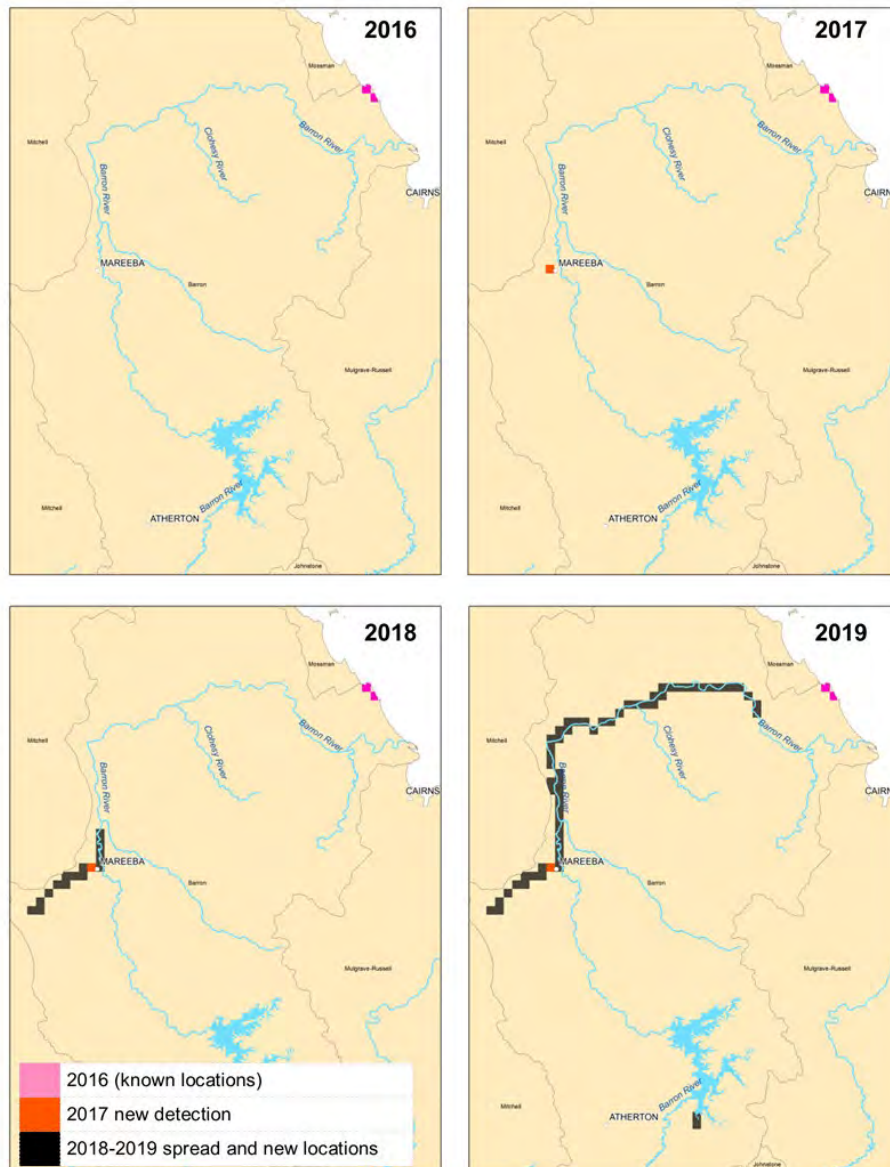 2016
Mossman
Mitchell
Clohesy River
Barron River
Barron River
CAIRNS
MAREEBA
Barron
Mulgrave-Russell
Barron River
Mitchell
ATHERTON
Johnstone
2017
Mossman
Mitchell
Clohesy River
Barron River
Barron River
CAIRNS
MAREEBA
Barron
Mulgrave-Russell
Barron River
Mitchell
ATHERTON
Johnstone
2018
Mossman
Mitchell
Clohesy River
Barron River
Barron River
CAIRNS
MAREEBA
Barron
Mulgrave-Russell
2016 (known locations)
2017 new detection
2018-2019 spread and new locations
2019
Mossman
Mitchell
Clohesy River
Barron River
Barron River
CAIRNS
MAREEBA
Barron
Mulgrave-Russell
Barron River
Mitchell
ATHERTON
Johnstone